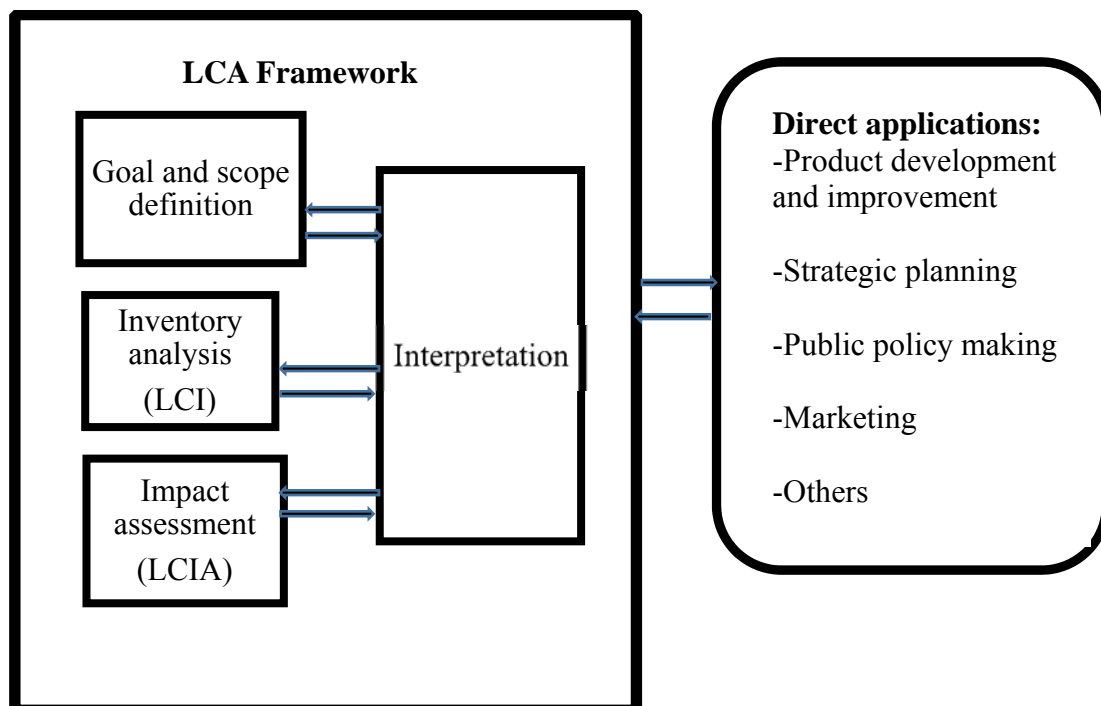 LCA Framework
Goal and scope
definition
Inventory
analysis
(LCI)
Impact
assessment
(LCIA)
Interpretation
Direct applications:
-Product development
and improvement
-Strategic planning
-Public policy making
-Marketing
-Others